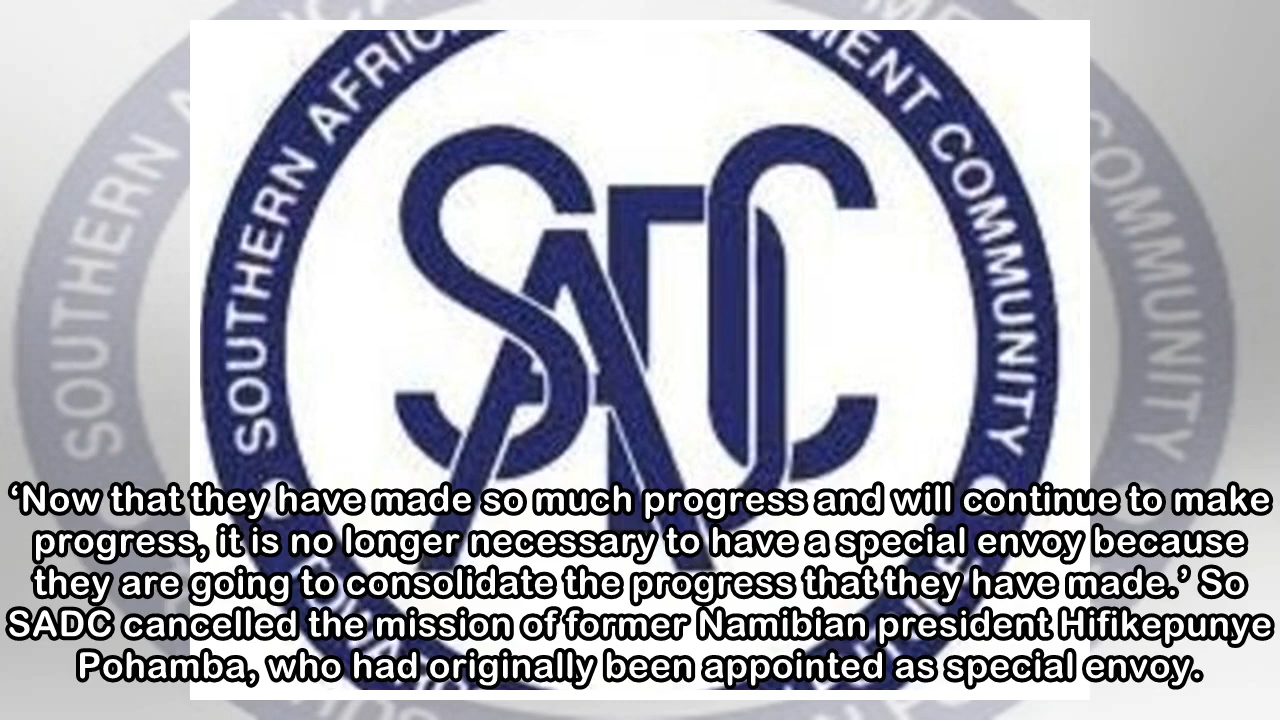 SOUTHERN AFRIC
MENT COMMUNITY
SADC
SOUTHERN
COMMUNITY
‘Now that they have made so much progress and will continue to make
progress, it is no longer necessary to have a special envoy because
they are going to consolidate the progress that they have made.’ So
SADC cancelled the mission of former Namibian president Hifikepunye
Pohamba, who had originally been appointed as special envoy.